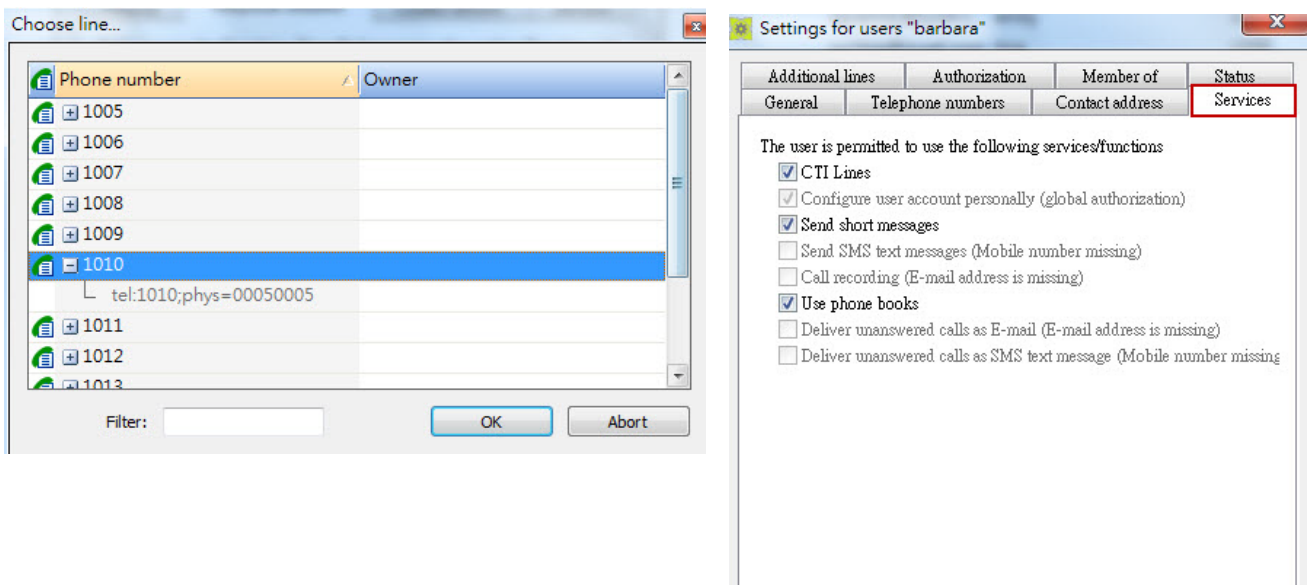 Choose line...
Phone number
Owner
1005
1006
1007
1008
1009
1010
tel:1010;phys=00050005
1011
1012
1013
Filter:
OK
Abort
Settings for users "barbara"
Additional lines
Authorization
Member of
Status
General
Telephone numbers
Contact address
Services
The user is permitted to use the following services/functions
CTI Lines
Configure user account personally (global authorization)
Send short messages
Send SMS text messages (Mobile number missing)
Call recording (E-mail address is missing)
Use phone books
Deliver unanswered calls as E-mail (E-mail address is missing)
Deliver unanswered calls as SMS text message (Mobile number missing